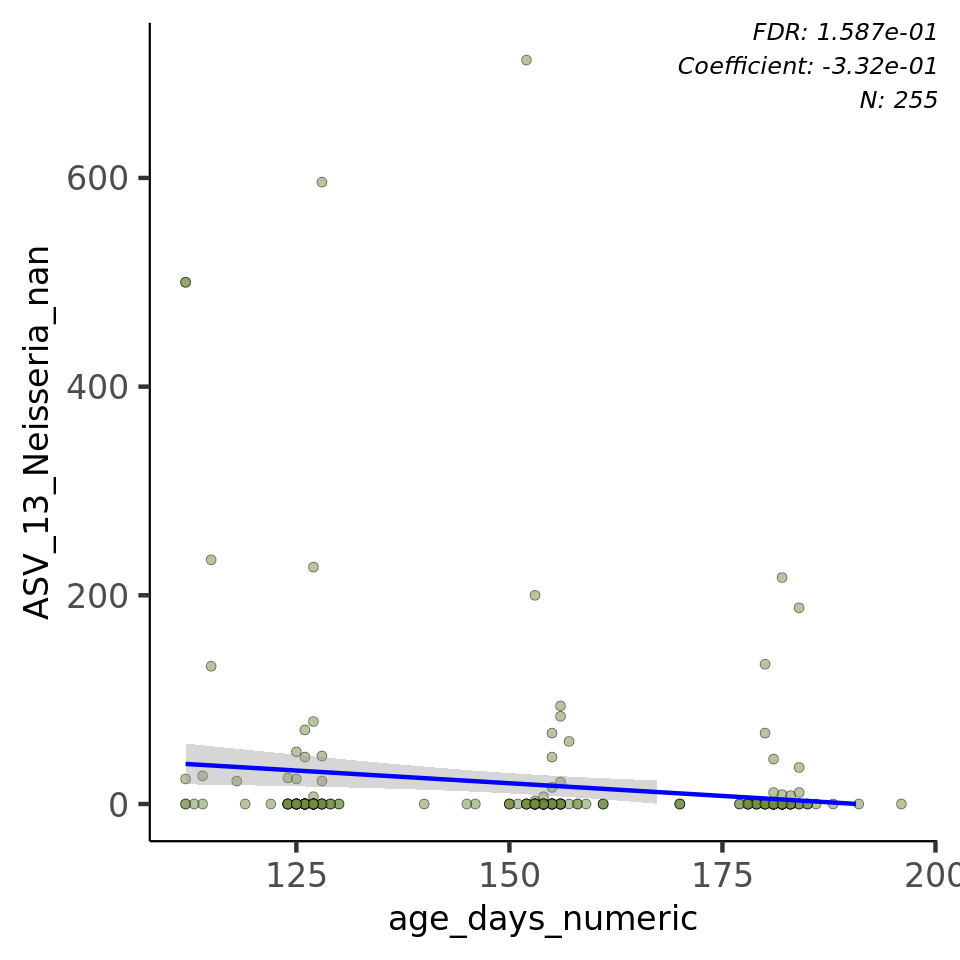 FDR: 1.587e-01
Coefficient: -3.32e-01
N: 255
600
400
200
0
ASV_13_Neisseria_nan
125
150
175
200
age_days_numeric